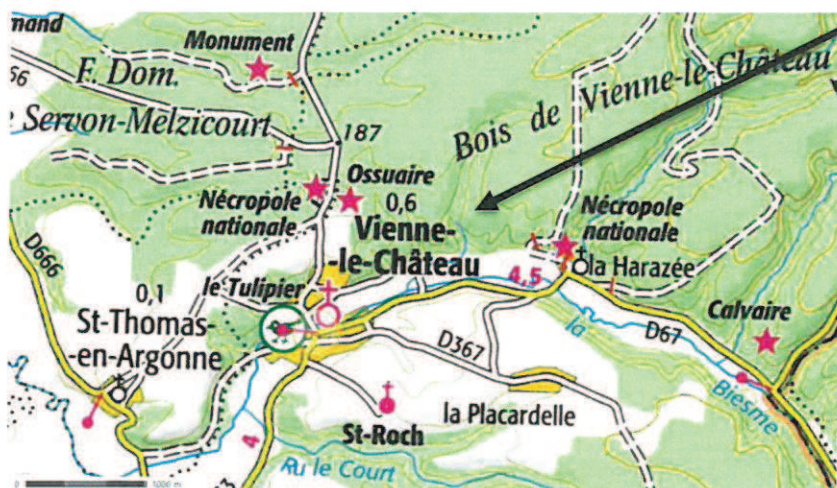 mand
Monument
56
F. Dom.
Servon-Melzicourt
187
Bois de Vienne-le-Château
Ossuaire
Nécropole
nationale
0,6
Vienne-
-le-Château
Nécropole
nationale
la Harazée
D666
0,1
le Tulipier
4,5
St-Thomas-
-en-Argonne
Calvaire
la
D67
D367
Biesme
la Placardelle
St-Roch
4
Ru le Court
0
1000 m